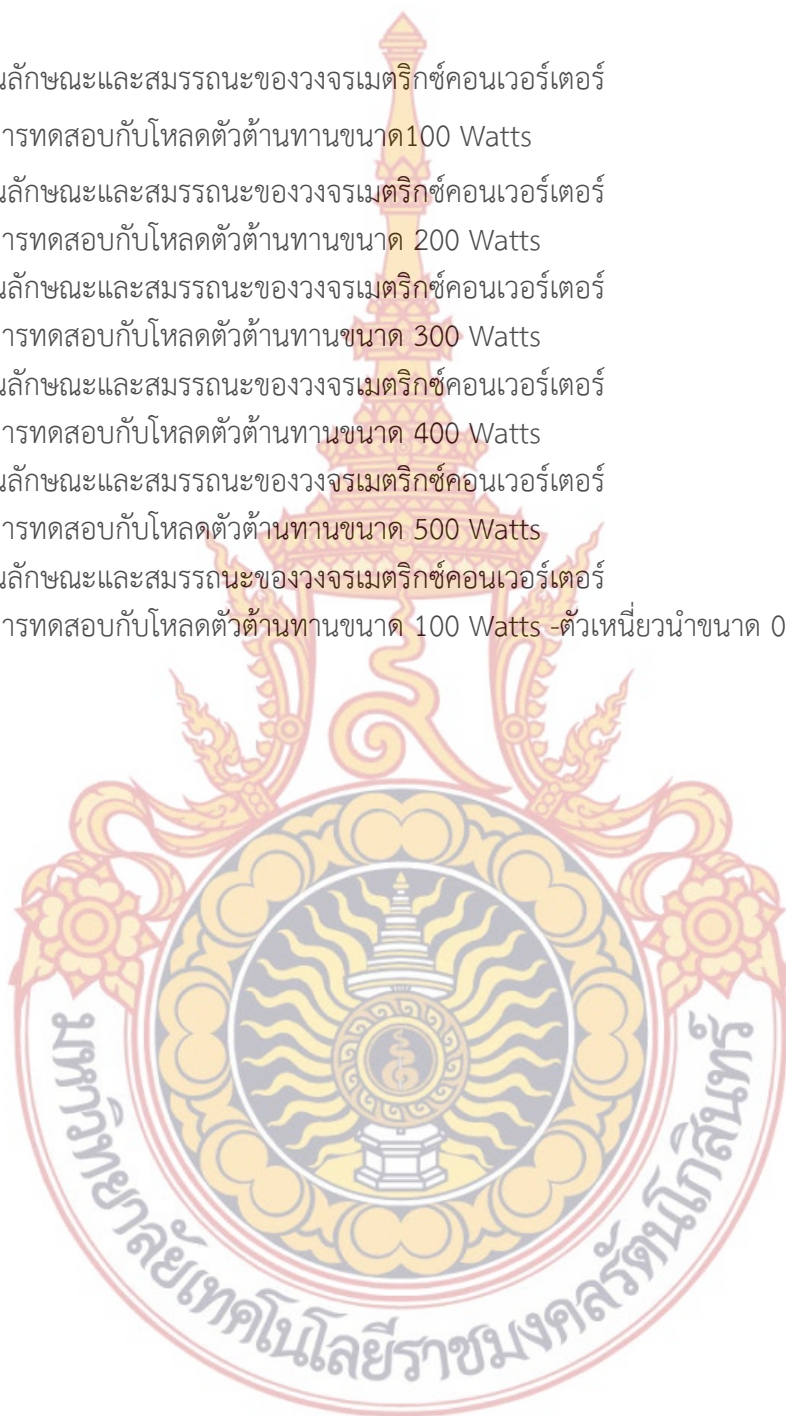 นลักษณะและสมรรถนะของวงจรเมตริกซ์คอนเวอร์เตอร์
ารทดสอบกับโหลดตัวต้านทานขนาด100 Watts
นลักษณะและสมรรถนะของวงจรเมตริกซ์คอนเวอร์เตอร์
ารทดสอบกับโหลดตัวต้านทานขนาด 200 Watts
นลักษณะและสมรรถนะของวงจรเมตริกซ์คอนเวอร์เตอร์
ารทดสอบกับโหลดตัวต้านทานขนาด 300 Watts
นลักษณะและสมรรถนะของวงจรเมตริกซ์คอนเวอร์เตอร์
ารทดสอบกับโหลดตัวต้านทานขนาด 400 Watts
นลักษณะและสมรรถนะของวงจรเมตริกซ์คอนเวอร์เตอร์
ารทดสอบกับโหลดตัวต้านทานขนาด 500 Watts
นลักษณะและสมรรถนะของวงจรเมตริกซ์คอนเวอร์เตอร์
ารทดสอบกับโหลดตัวต้านทานขนาด 100 Watts -ตัวเหนี่ยวนำขนาด 0
มหาวิทยาลัยเทคโนโลยีราชมงคลรัตนโกสินทร์